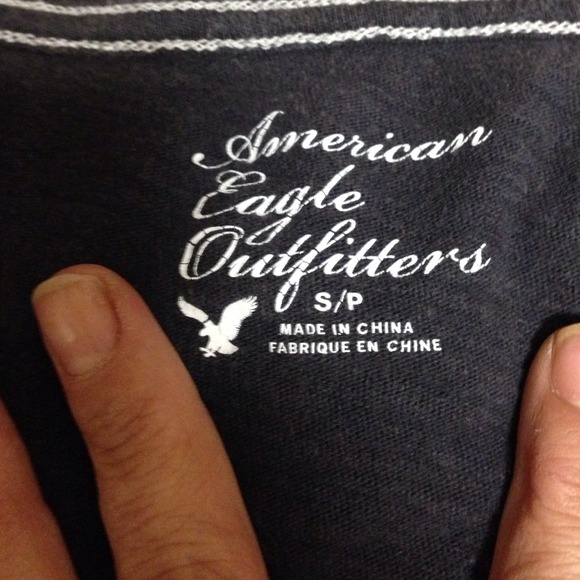 American
Eagle
Outfitters
S/P
MADE IN CHINA
FABRIQUE EN CHINE